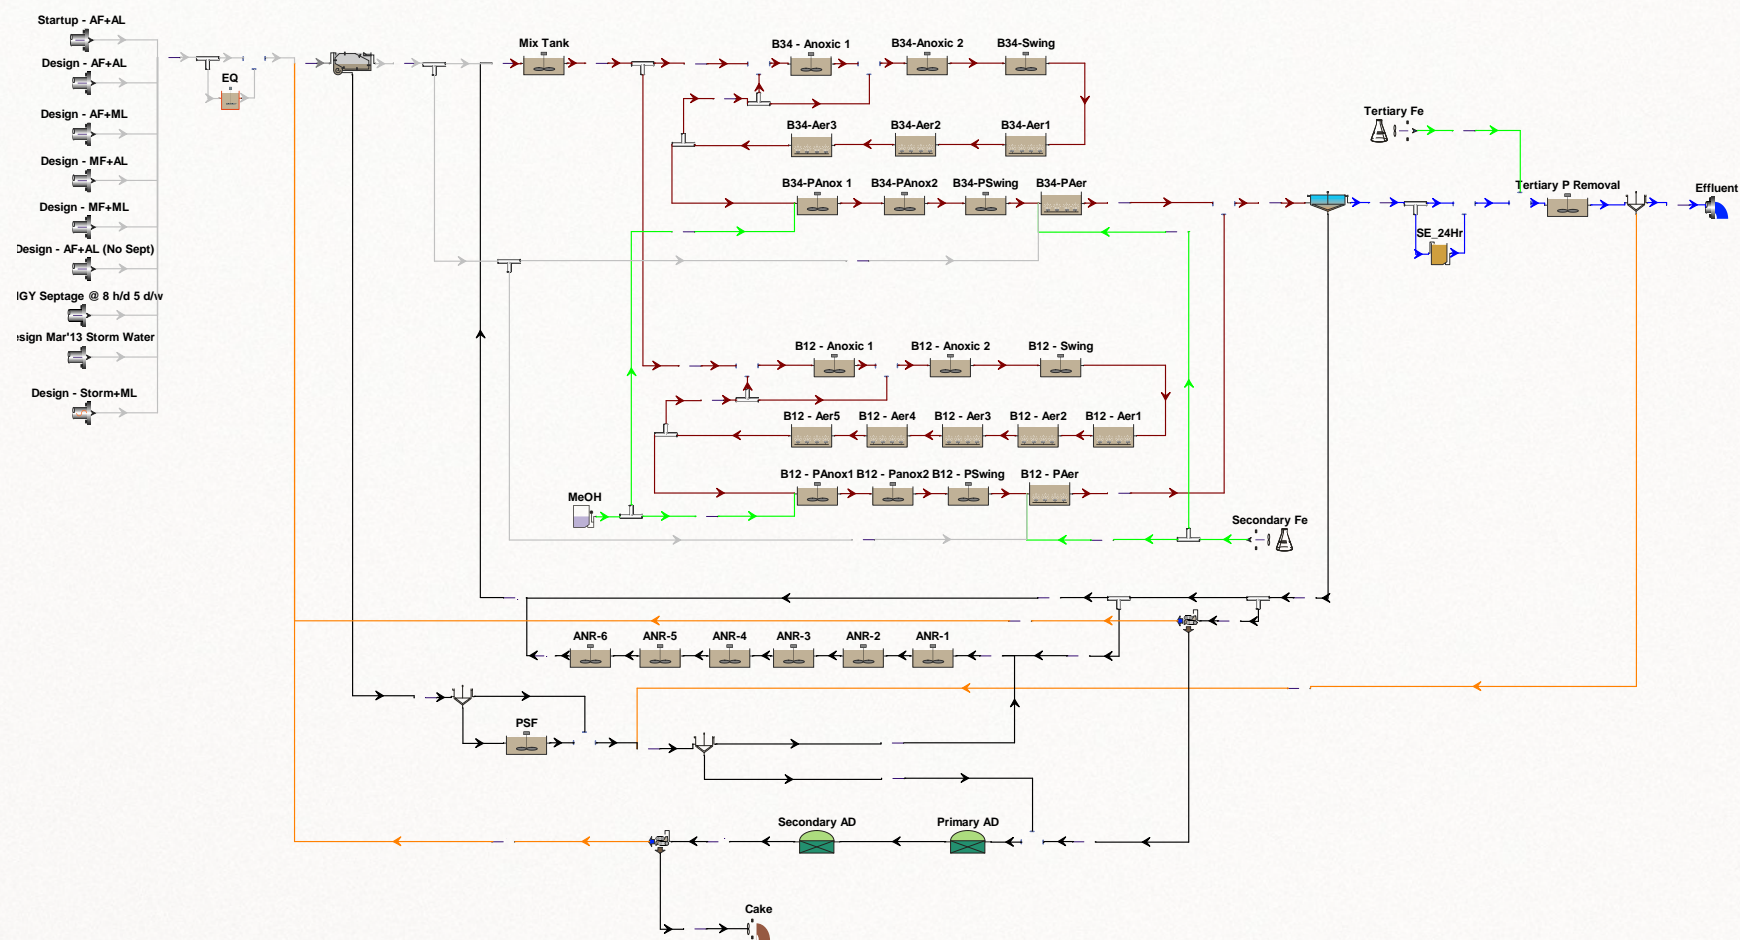 Startup - AF+AL
Design - AF+AL
EQ
Design - AF+ML
Design - MF+AL
Design - MF+ML
Design - AF+AL (No Sept)
IGY Septage @ 8 h/d 5 d/w
esign Mar'13 Storm Water
Design - Storm+ML
Mix Tank
B34 - Anoxic 1
B34-Anoxic 2
B34-Swing
B34-Aer3
B34-Aer2
B34-Aer1
B34-PAnox 1
B34-PAnox2
B34-PSwing
B34-PAer
Tertiary Fe
Tertiary P Removal
Effluent
SE_24Hr
B12 - Anoxic 1
B12 - Anoxic 2
B12 - Swing
B12 - Aer5
B12 - Aer4
B12 - Aer3
B12 - Aer2
B12 - Aer1
B12 - PAnox1
B12 - Panox2
B12 - PSwing
B12 - PAer
MeOH
Secondary Fe
ANR-6
ANR-5
ANR-4
ANR-3
ANR-2
ANR-1
PSF
Secondary AD
Primary AD
Cake